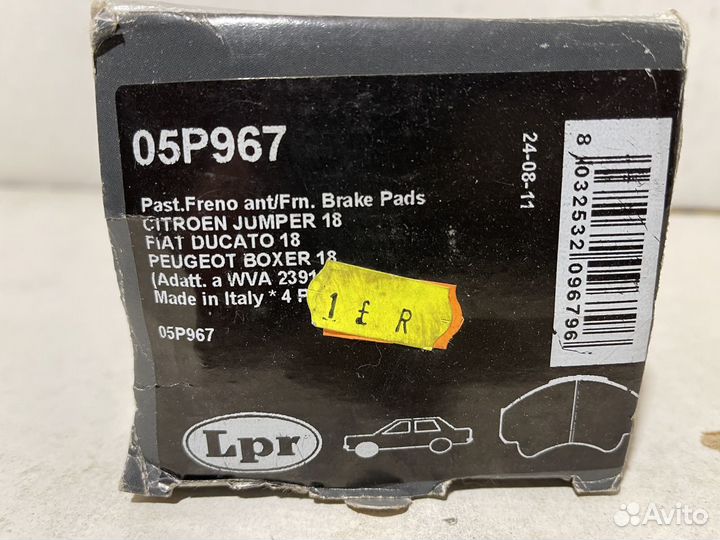 05P967
Past.Freno ant/Frn. Brake Pads
CITROEN JUMPER 18
FIAT DUCATO 18
PEUGEOT BOXER 18
(Adatt. a WVA 2391
Made in Italy * 4
05P967
1 £ R
24-08-11
8 032532 096796
Lpr
Avito